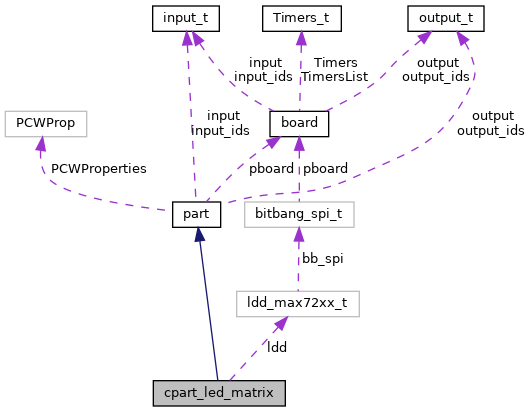 input_t
Timers_t
output_t
input
input_ids
Timers
TimersList
output
output_ids
PCWProp
input
input_ids
board
output
output_ids
PCWProperties
pboard
pboard
part
bitbang_spi_t
bb_spi
ldd_max72xx_t
ldd
cpart_led_matrix